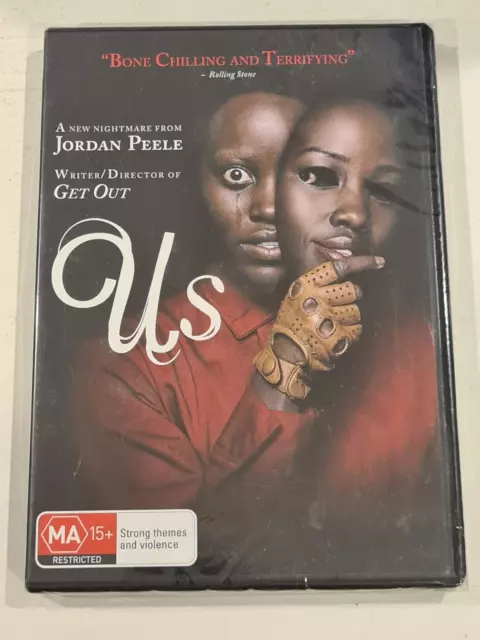 “BONE CHILLING AND TERRIFYING”
– Rolling Stone
A NEW NIGHTMARE FROM
JORDAN PEELE
WRITER/DIRECTOR OF
GET OUT
Us
MA 15+
RESTRICTED
Strong themes
and violence